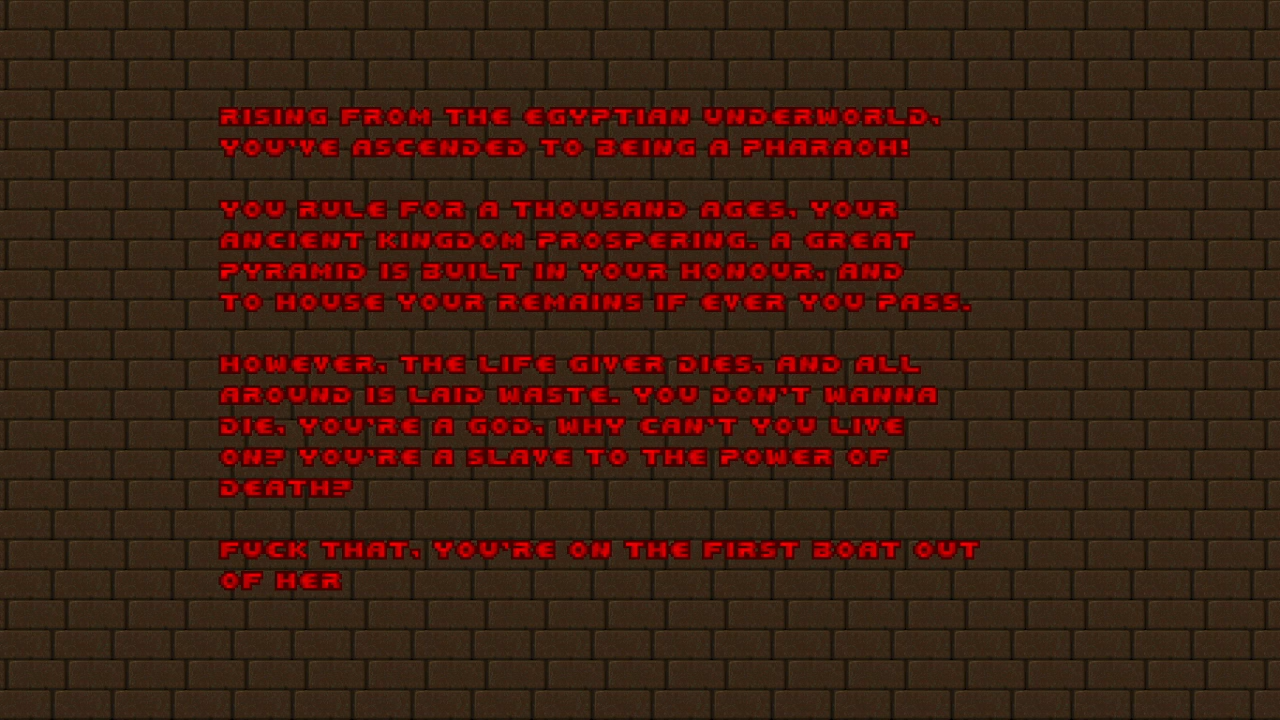 RISING FROM THE EGYPTIAN UNDERWORLD,
YOU'VE ASCENDED TO BEING A PHARAOH!
YOU RULE FOR A THOUSAND AGES, YOUR
ANCIENT KINGDOM PROSPERING. A GREAT
PYRAMID IS BUILT IN YOUR HONOUR, AND
TO HOUSE YOUR REMAINS IF EVER YOU PASS.
HOWEVER, THE LIFE GIVER DIES, AND ALL
AROUND IS LAID WASTE. YOU DON'T WANNA
DIE, YOU'RE A GOD, WHY CAN'T YOU LIVE
ON? YOU'RE A SLAVE TO THE POWER OF
DEATH?
FUCK THAT, YOU'RE ON THE FIRST BOAT OUT
OF HER